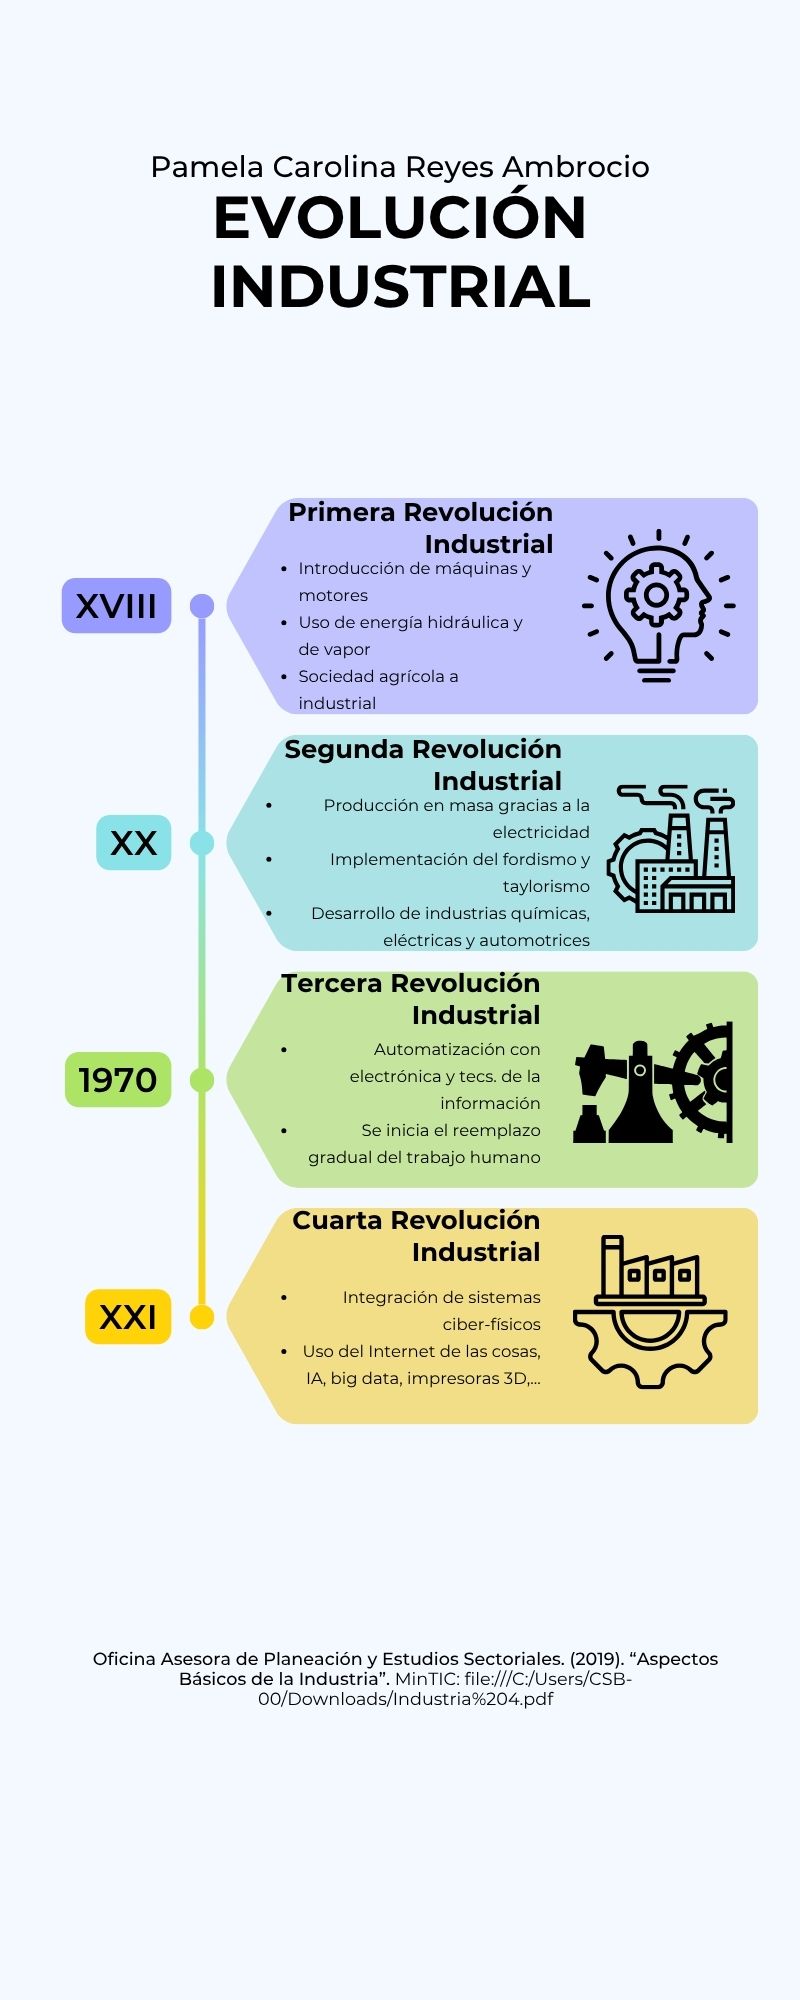 Pamela Carolina Reyes Ambrocio
EVOLUCIÓN
INDUSTRIAL
XVIII
Primera Revolución
Industrial
• Introducción de máquinas y
motores
• Uso de energía hidráulica y
de vapor
• Sociedad agrícola a
industrial
XX
Segunda Revolución
Industrial
• Producción en masa gracias a la
electricidad
• Implementación del fordismo y
taylorismo
• Desarrollo de industrias químicas,
eléctricas y automotrices
1970
Tercera Revolución
Industrial
• Automatización con
electrónica y tecs. de la
información
• Se inicia el reemplazo
gradual del trabajo humano
XXI
Cuarta Revolución
Industrial
• Integración de sistemas
ciber-físicos
• Uso del Internet de las cosas,
IA, big data, impresoras 3D,...
Oficina Asesora de Planeación y Estudios Sectoriales. (2019). “Aspectos
Básicos de la Industria”. MinTIC: file:///C:/Users/CSB-
00/Downloads/Industria%204.pdf